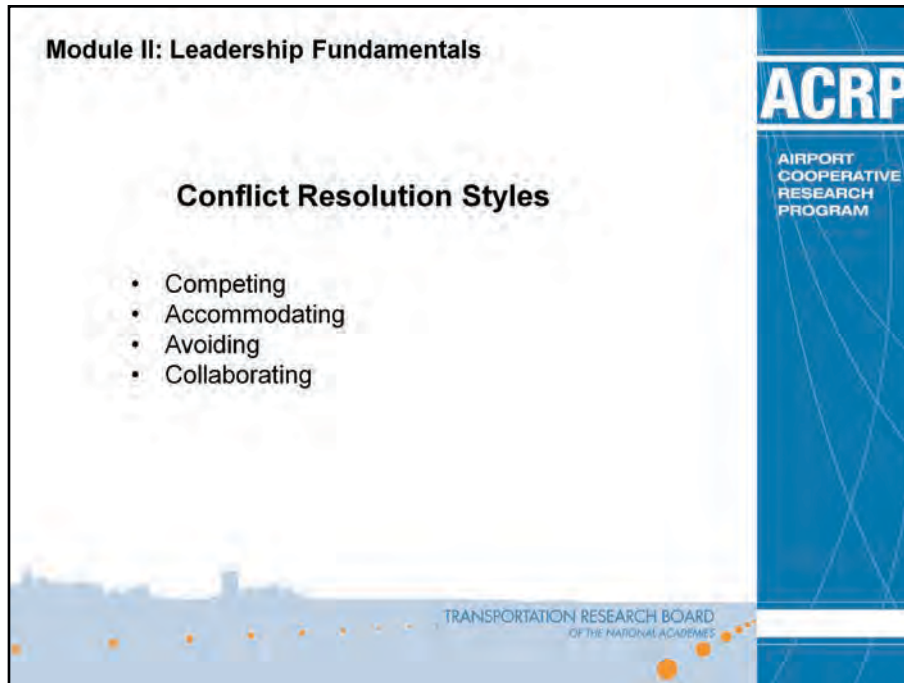 Module II: Leadership Fundamentals
ACRP
AIRPORT
COOPERATIVE
RESEARCH
PROGRAM
Conflict Resolution Styles
• Competing
• Accommodating
• Avoiding
• Collaborating
TRANSPORTATION RESEARCH BOARD
OF THE NATIONAL ACADEMIES